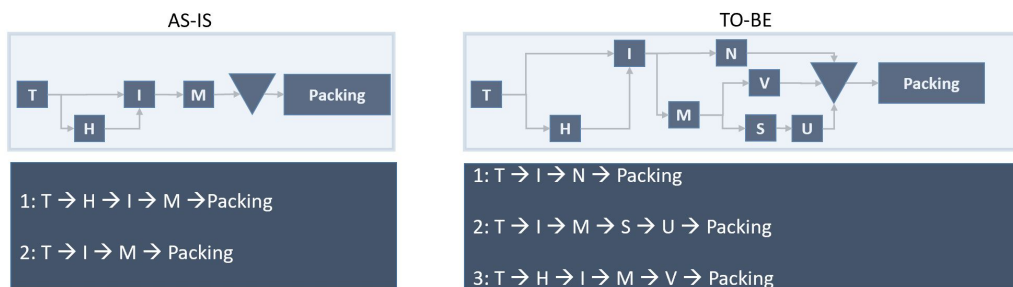 AS-IS
T
I
M
Packing
H
1: T → H → I → M →Packing
2: T → I → M → Packing
TO-BE
I
N
V
T
Packing
M
H
S
U
1: T → I → N → Packing
2: T → I → M → S → U → Packing
3: T → H → I → M → V → Packing